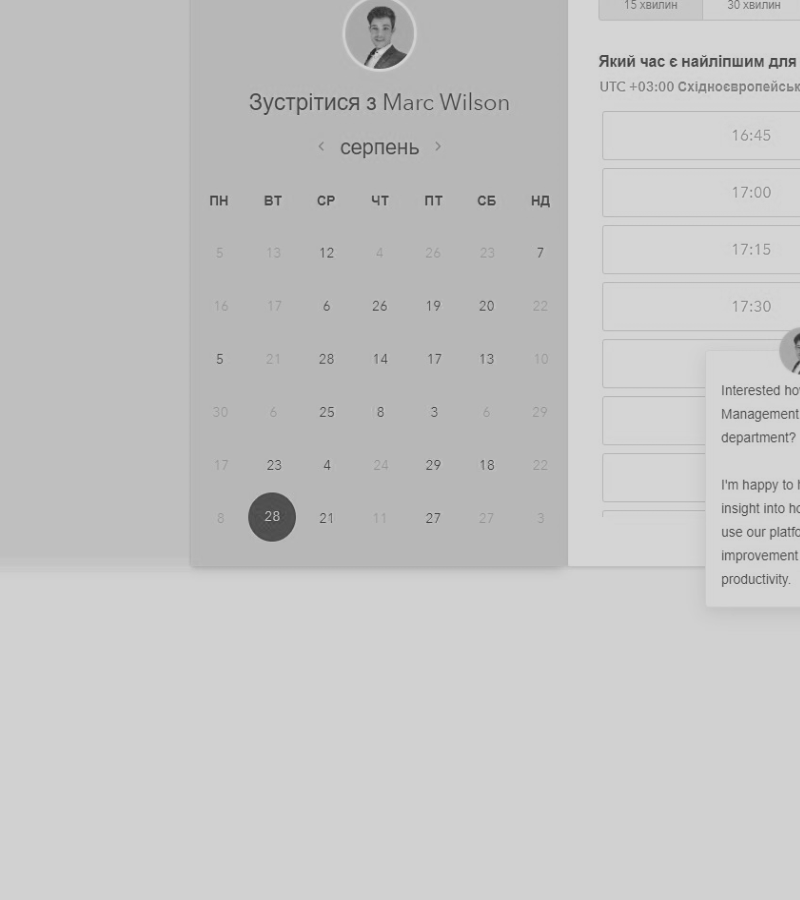 15 хвилин
30 хвилин
Який час є найліпшим для
UTC +03:00
Зустрітися з Marc Wilson
< серпень >
ПН ВТ СР ЧТ ПТ СБ НД
5 13 12 4 26 23 7
16 17 6 26 19 20 22
5 21 28 14 17 13 10
30 6 25 8 3 6 29
17 23 4 24 29 18 22
8 28 21 11 27 27 3
16:45
17:00
17:15
17:30
Interested
Management
department?
I'm happy to
insight into
use our
improvement
productivity.